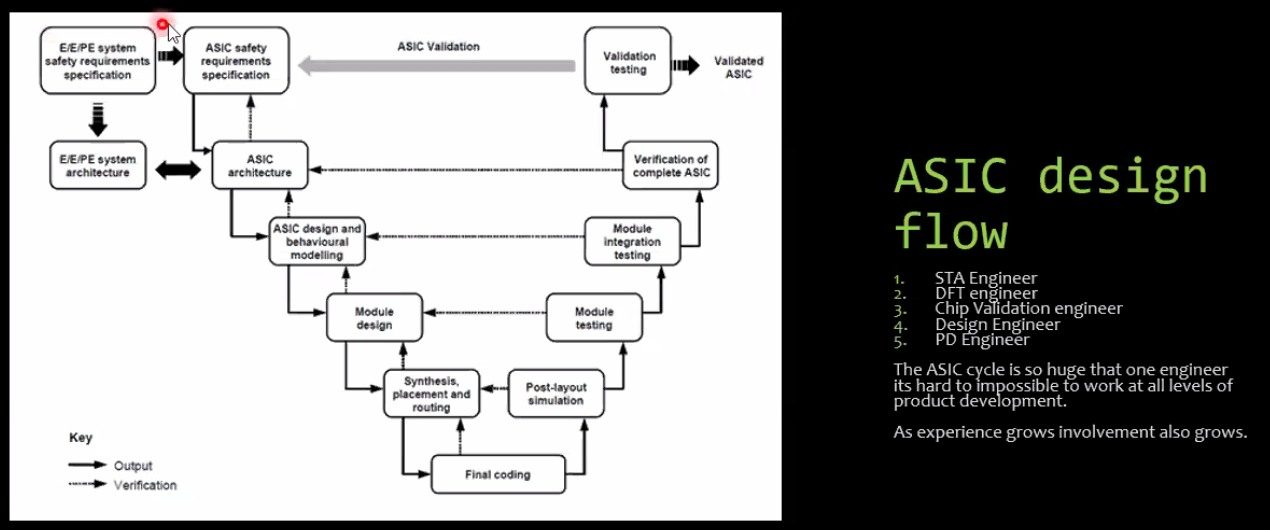 E/E/PE system
safety requirements
specification
ASIC safety
requirements
specification
ASIC Validation
Validation
testing
Validated
ASIC
E/E/PE system
architecture
ASIC
architecture
Verification of
complete ASIC
ASIC design and
behavioural
modelling
Module
integration
testing
Module
design
Module
testing
Synthesis,
placement and
routing
Post-layout
simulation
Final coding
Key
Output
Verification
ASIC design
flow
1. STA Engineer
2. DFT engineer
3. Chip Validation engineer
4. Design Engineer
5. PD Engineer
The ASIC cycle is so huge that one engineer
its hard to impossible to work at all levels of
product development.
As experience grows involvement also grows.